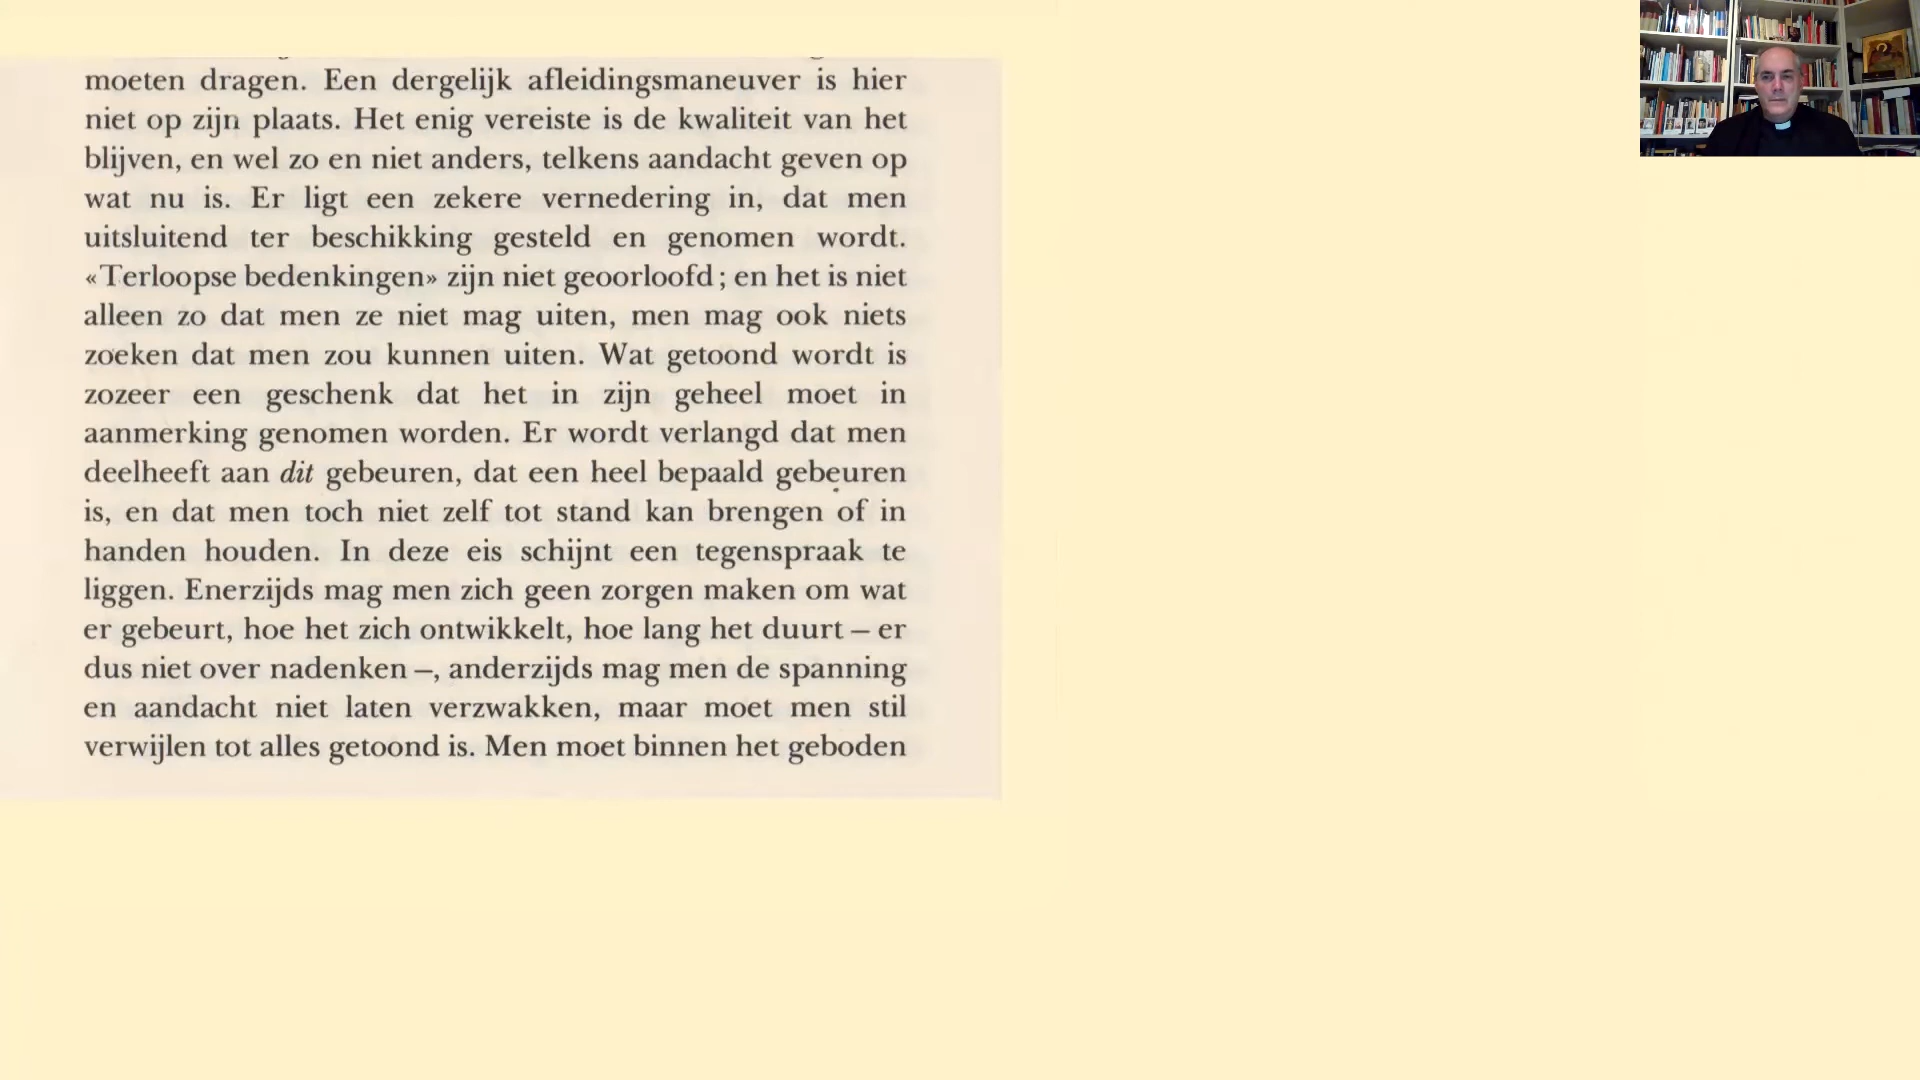 moeten dragen. Een dergelijk afleidingsmaneuver is hier
niet op zijn plaats. Het enig vereiste is de kwaliteit van het
blijven, en wel zo en niet anders, telkens aandacht geven op
wat nu is. Er ligt een zekere vernedering in, dat men
uitsluitend ter beschikking gesteld en genomen wordt.
«Terloopse bedenkingen» zijn niet geoorloofd ; en het is niet
alleen zo dat men ze niet mag uiten, men mag ook niets
zoeken dat men zou kunnen uiten. Wat getoond wordt is
zozeer een geschenk dat het in zijn geheel moet in
aanmerking genomen worden. Er wordt verlangd dat men
deelheeft aan dit gebeuren, dat een heel bepaald gebeuren
is, en dat men toch niet zelf tot stand kan brengen of in
handen houden. In deze eis schijnt een tegenspraak te
liggen. Enerzijds mag men zich geen zorgen maken om wat
er gebeurt, hoe het zich ontwikkelt, hoe lang het duurt – er
dus niet over nadenken –, anderzijds mag men de spanning
en aandacht niet laten verzwakken, maar moet men stil
verwijlen tot alles getoond is. Men moet binnen het geboden